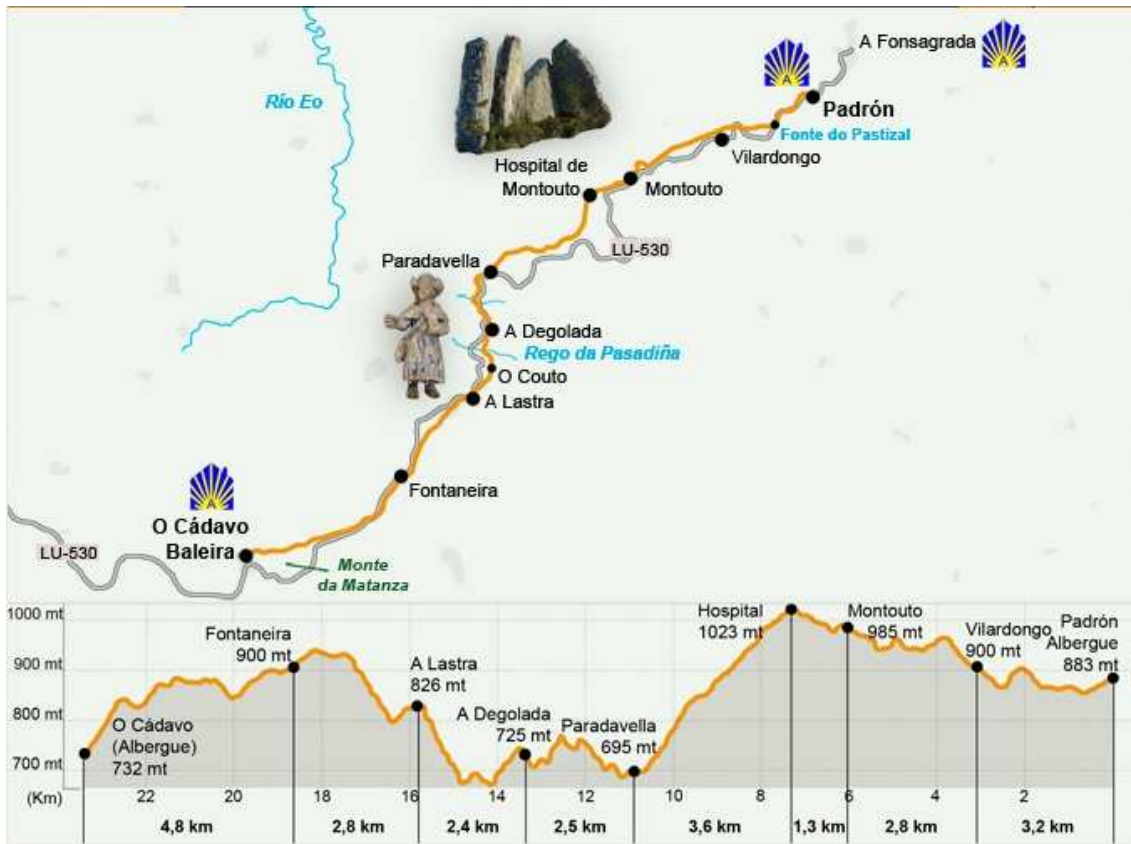 A Fonsagrada
A
A
Río Eo
Padrón
Fonte do Pastizal
Vilardongo
Hospital de
Montouto
Montouto
LU-530
Paradavella
A Degolada
Rego da Pasadiña
O Couto
A Lastra
Fontaneira
A
O Cádavo
Baleira
LU-530
Monte
da Matanza
1000 mt
900 mt
800 mt
700 mt
(Km)
O Cádavo
(Albergue)
732 mt
Fontaneira
900 mt
A Lastra
826 mt
A Degolada
725 mt
Paradavella
695 mt
Hospital
1023 mt
Montouto
985 mt
Vilardongo
900 mt
Padrón
Albergue
883 mt
22 20 18 16 14 12 10 8 6 4 2
4,8 km 2,8 km 2,4 km 2,5 km 3,6 km 1,3 km 2,8 km 3,2 km